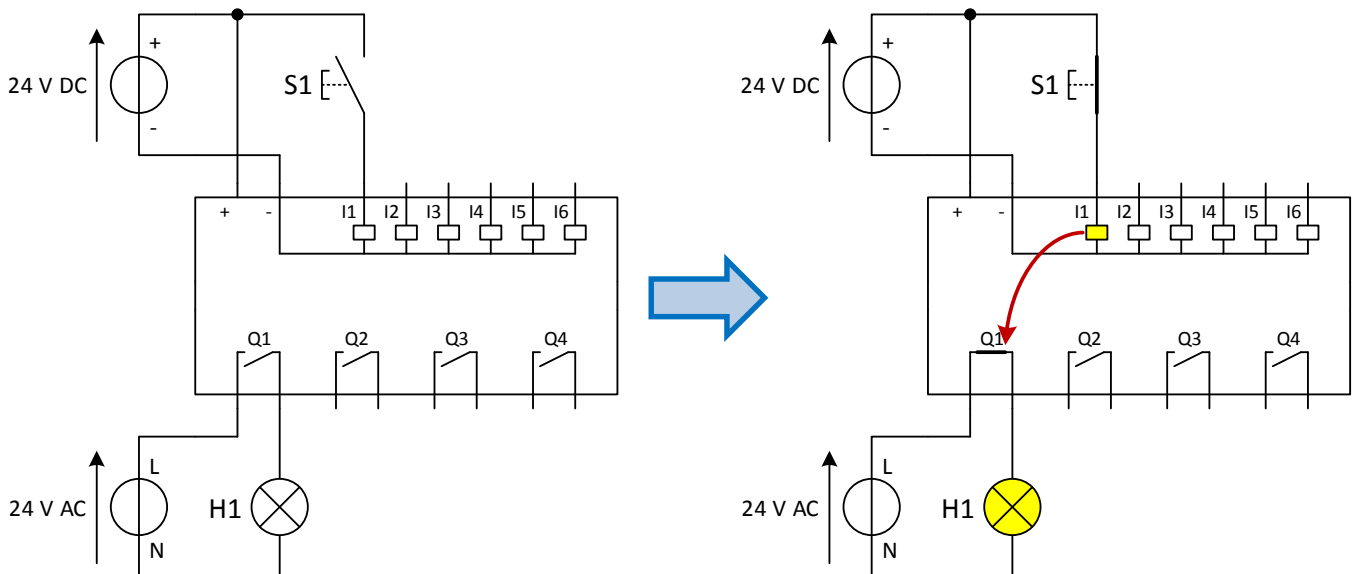 +
24 V DC
S1
-
+ - I1 I2 I3 I4 I5 I6
Q1 Q2 Q3 Q4
L
24 V AC
H1
N
+
24 V DC
S1
-
+ - I1 I2 I3 I4 I5 I6
Q1 Q2 Q3 Q4
L
24 V AC
H1
N